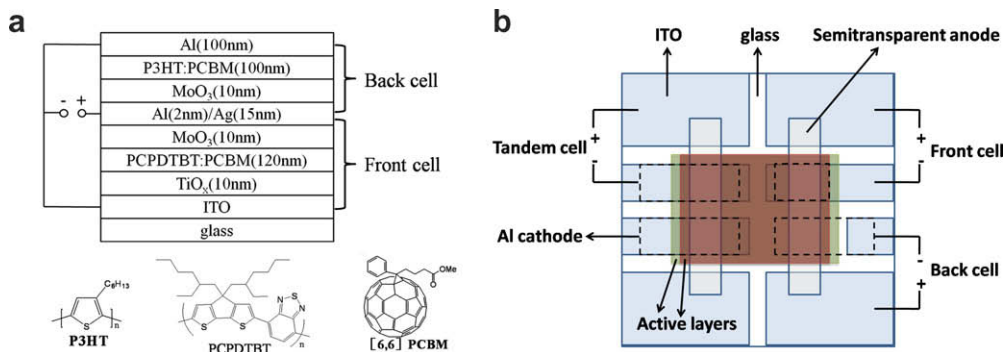 a
Al(100nm)
P3HT:PCBM(100nm)
MoO3(10nm)
Al(2nm)/Ag(15nm)
MoO3(10nm)
PCPDTBT:PCBM(120nm)
TiOx(10nm)
ITO
glass
- +
Back cell
Front cell
C6H13
S
n
P3HT
S S
N S N
n
PCPDTBT
OMe
O
[6,6] PCBM
b
ITO
glass
Semitransparent anode
Tandem cell
+
-
+
-
Front cell
Al cathode
-
+
Back cell
Active layers